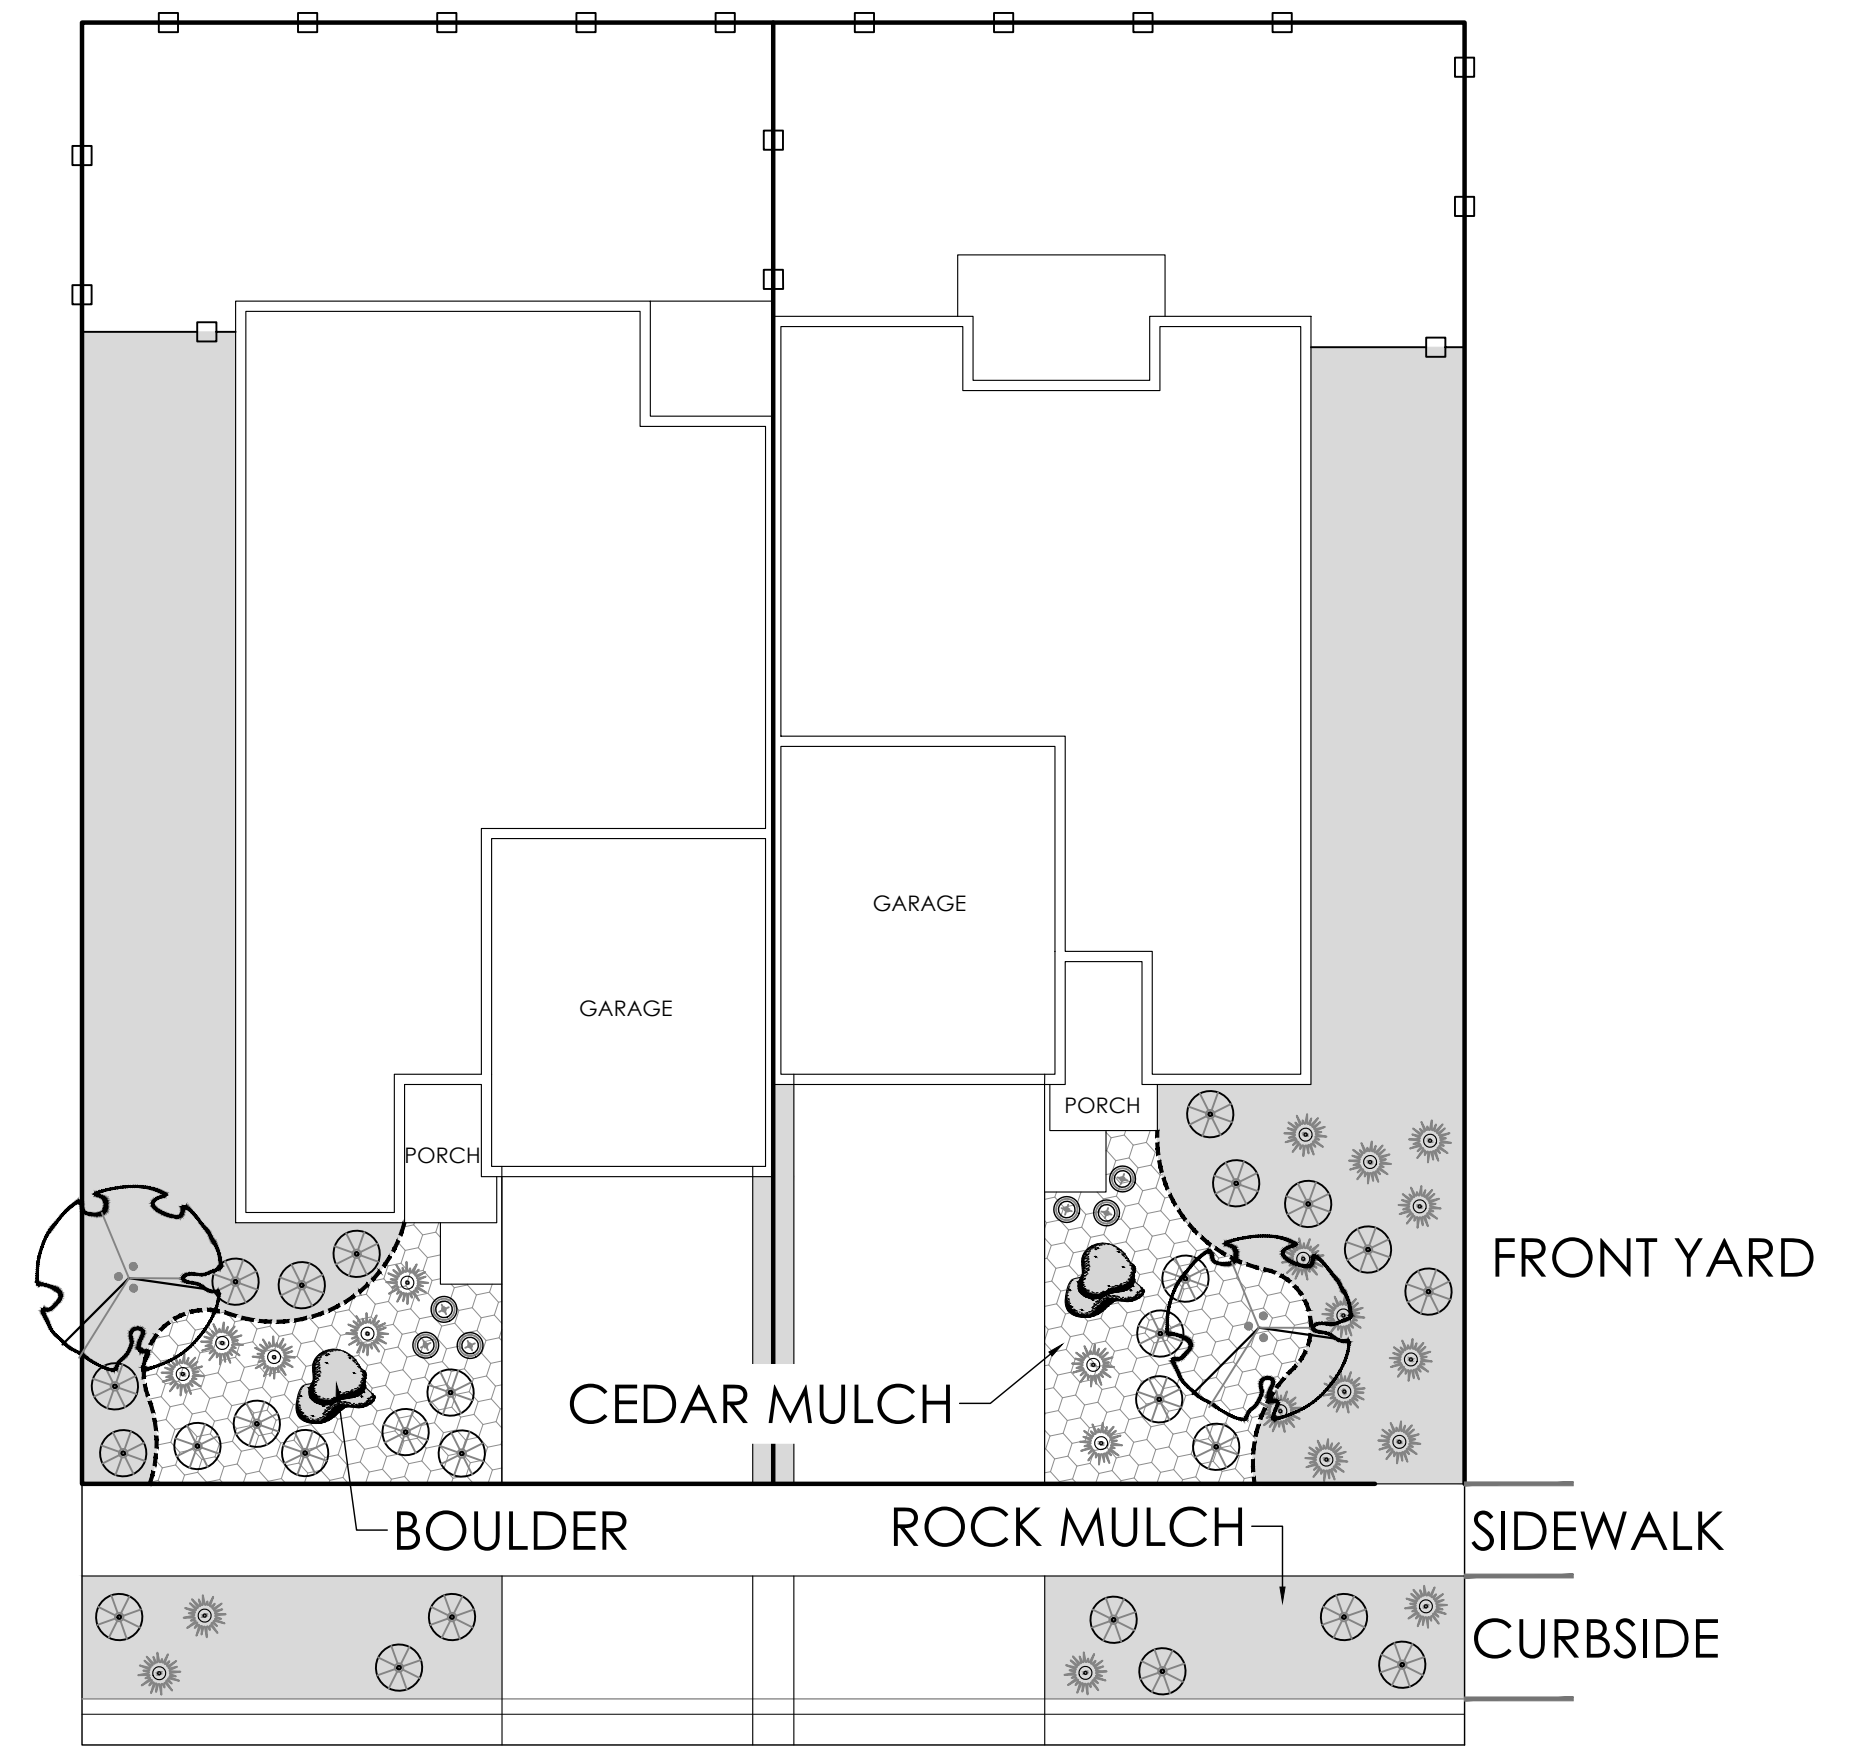 GARAGE
GARAGE
PORCH
PORCH
FRONT YARD
CEDAR MULCH
BOULDER
ROCK MULCH
SIDEWALK
CURBSIDE